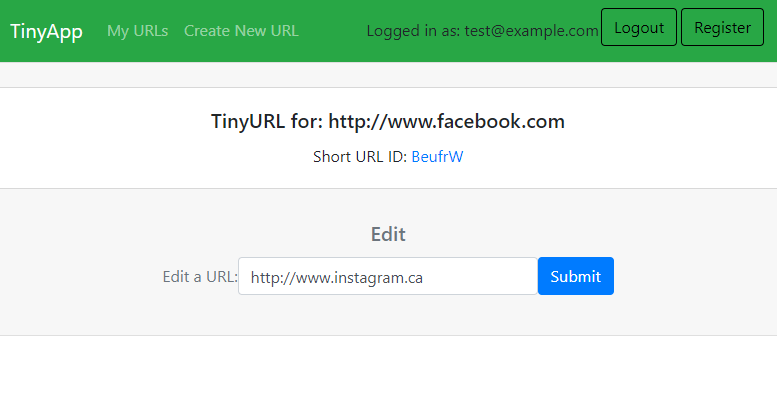 TinyApp My URLs Create New URL Logged in as: test@example.com Logout Register
TinyURL for: http://www.facebook.com
Short URL ID: BeufrW
Edit
Edit a URL: http://www.instagram.ca Submit